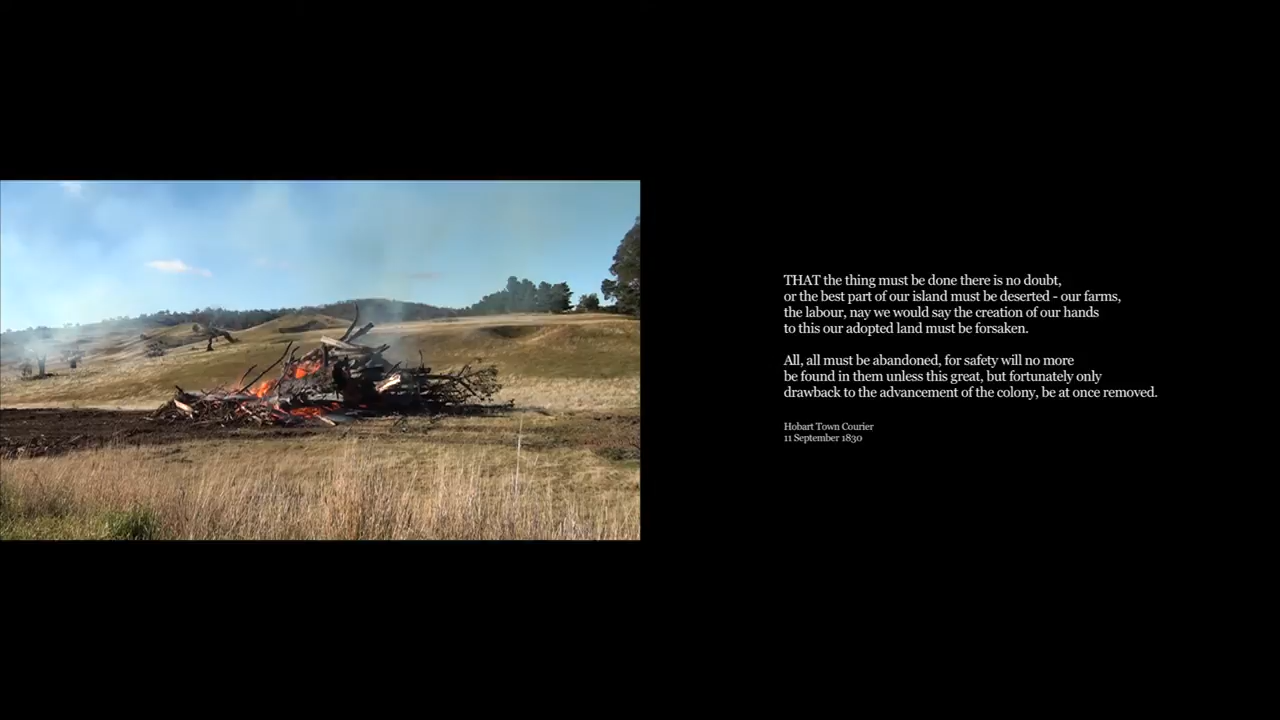 THAT the thing must be done there is no doubt,
or the best part of our island must be deserted - our farms,
the labour, nay we would say the creation of our hands
to this our adopted land must be forsaken.
All, all must be abandoned, for safety will no more
be found in them unless this great, but fortunately only
drawback to the advancement of the colony, be at once removed.
Hobart Town Courier
11 September 1830